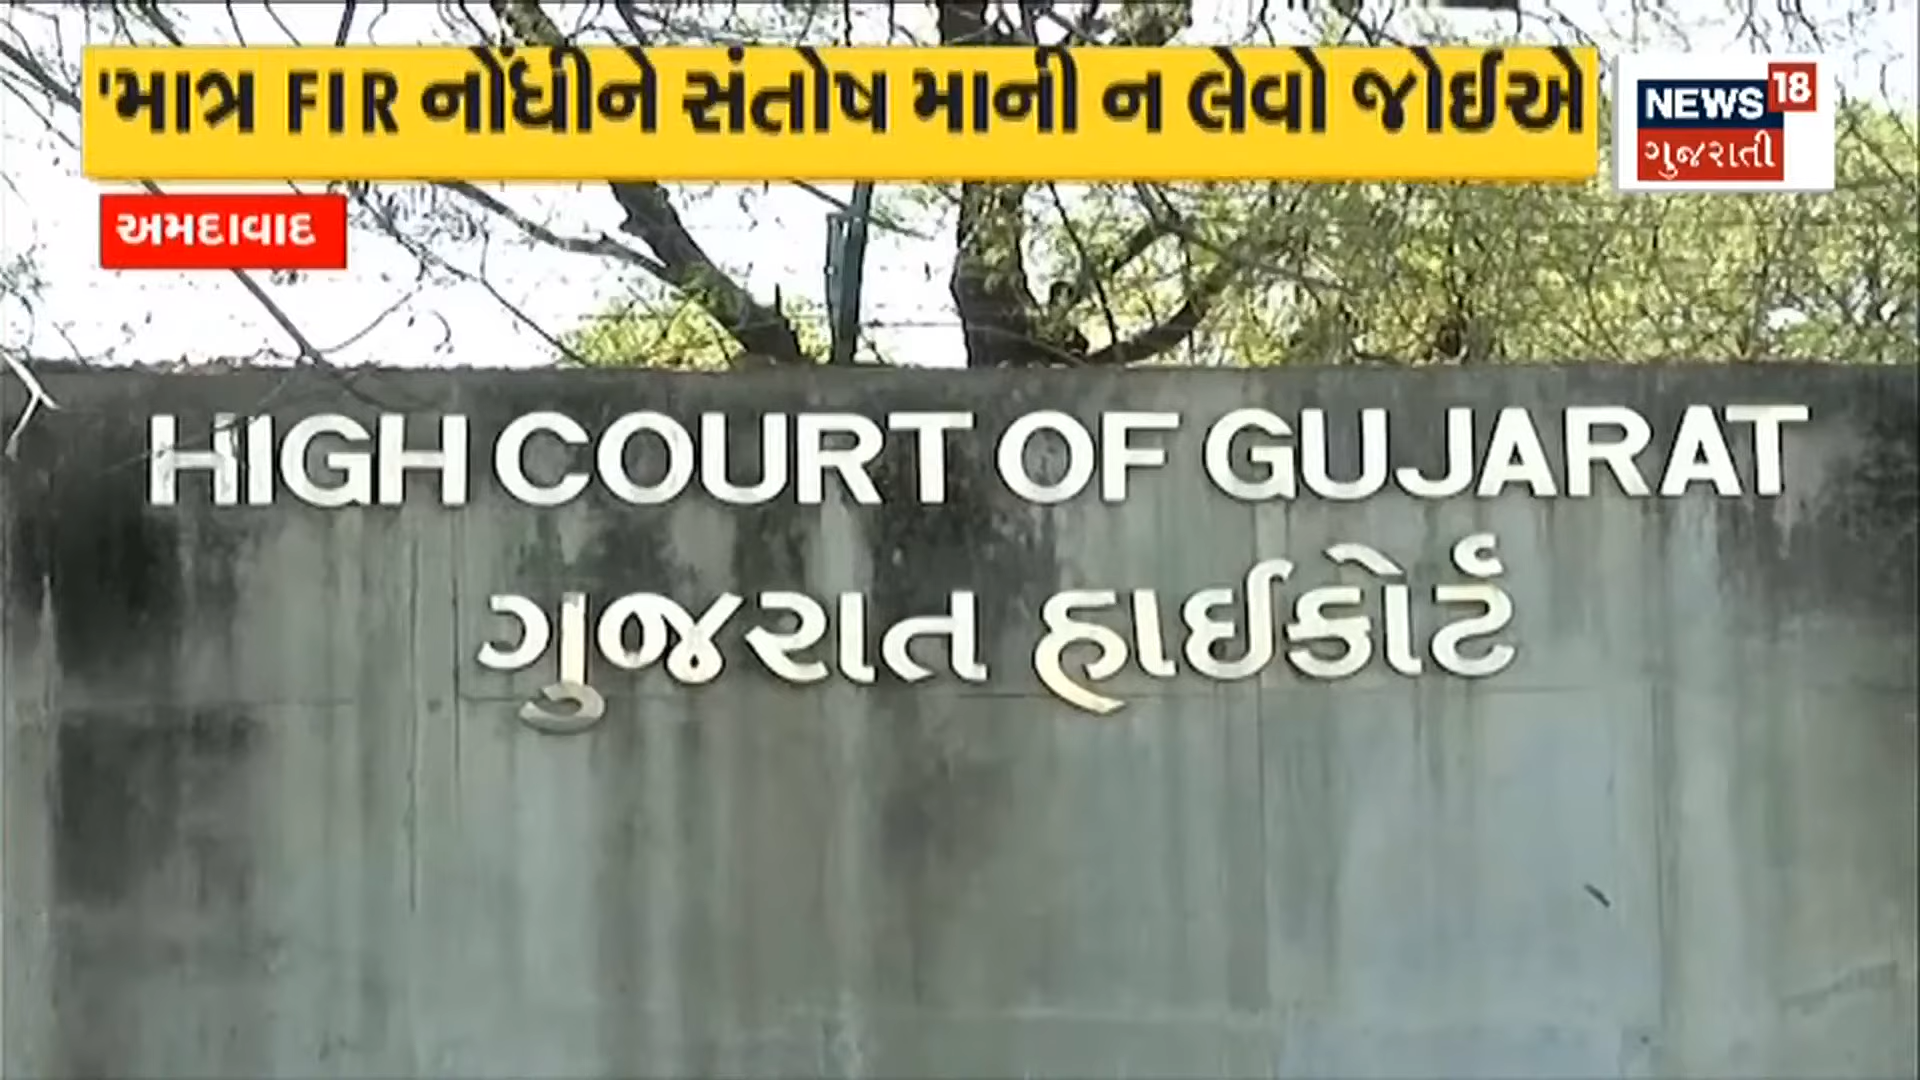 'માત્ર FIR નોંધીને સંતોષ માની ન લેવો જોઈએ
NEWS 18
ગુજરાતી
અમદાવાદ
HIGH COURT OF GUJARAT
ગુજરાત હાઈકોર્ટ